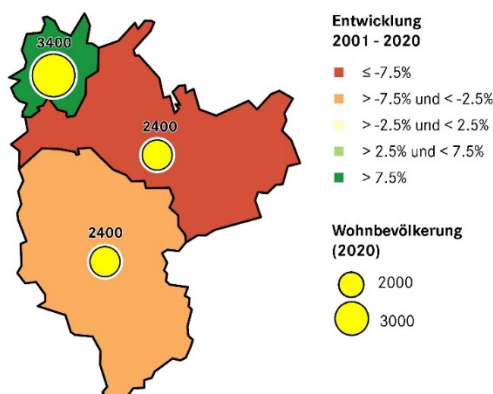 3400
2400
2400
Entwicklung
2001 - 2020
≤ -7.5%
> -7.5% und < -2.5%
> -2.5% und < 2.5%
> 2.5% und < 7.5%
> 7.5%
Wohnbevölkerung
(2020)
2000
3000